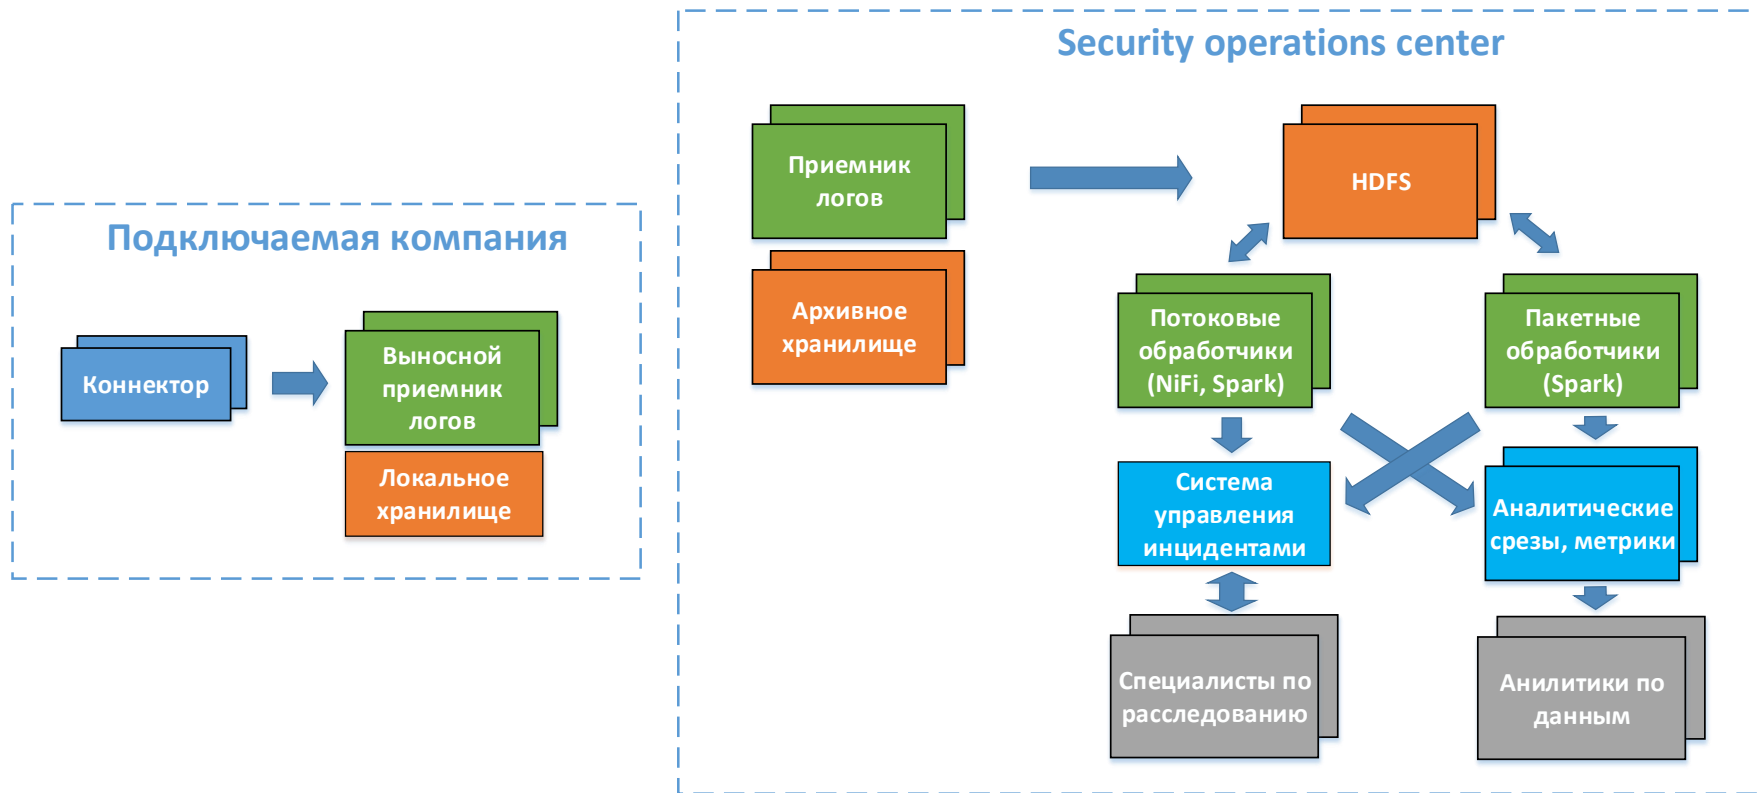 Security operations center
Подключаемая компания
Коннектор
Выносной
приемник
логов
Локальное
хранилище
Приемник
логов
Архивное
хранилище
HDFS
Потоковые
обработчики
(NiFi, Spark)
Пакетные
обработчики
(Spark)
Система
управления
инцидентами
Аналитические
срезы, метрики
Специалисты по
расследованию
Анилитики по
данным